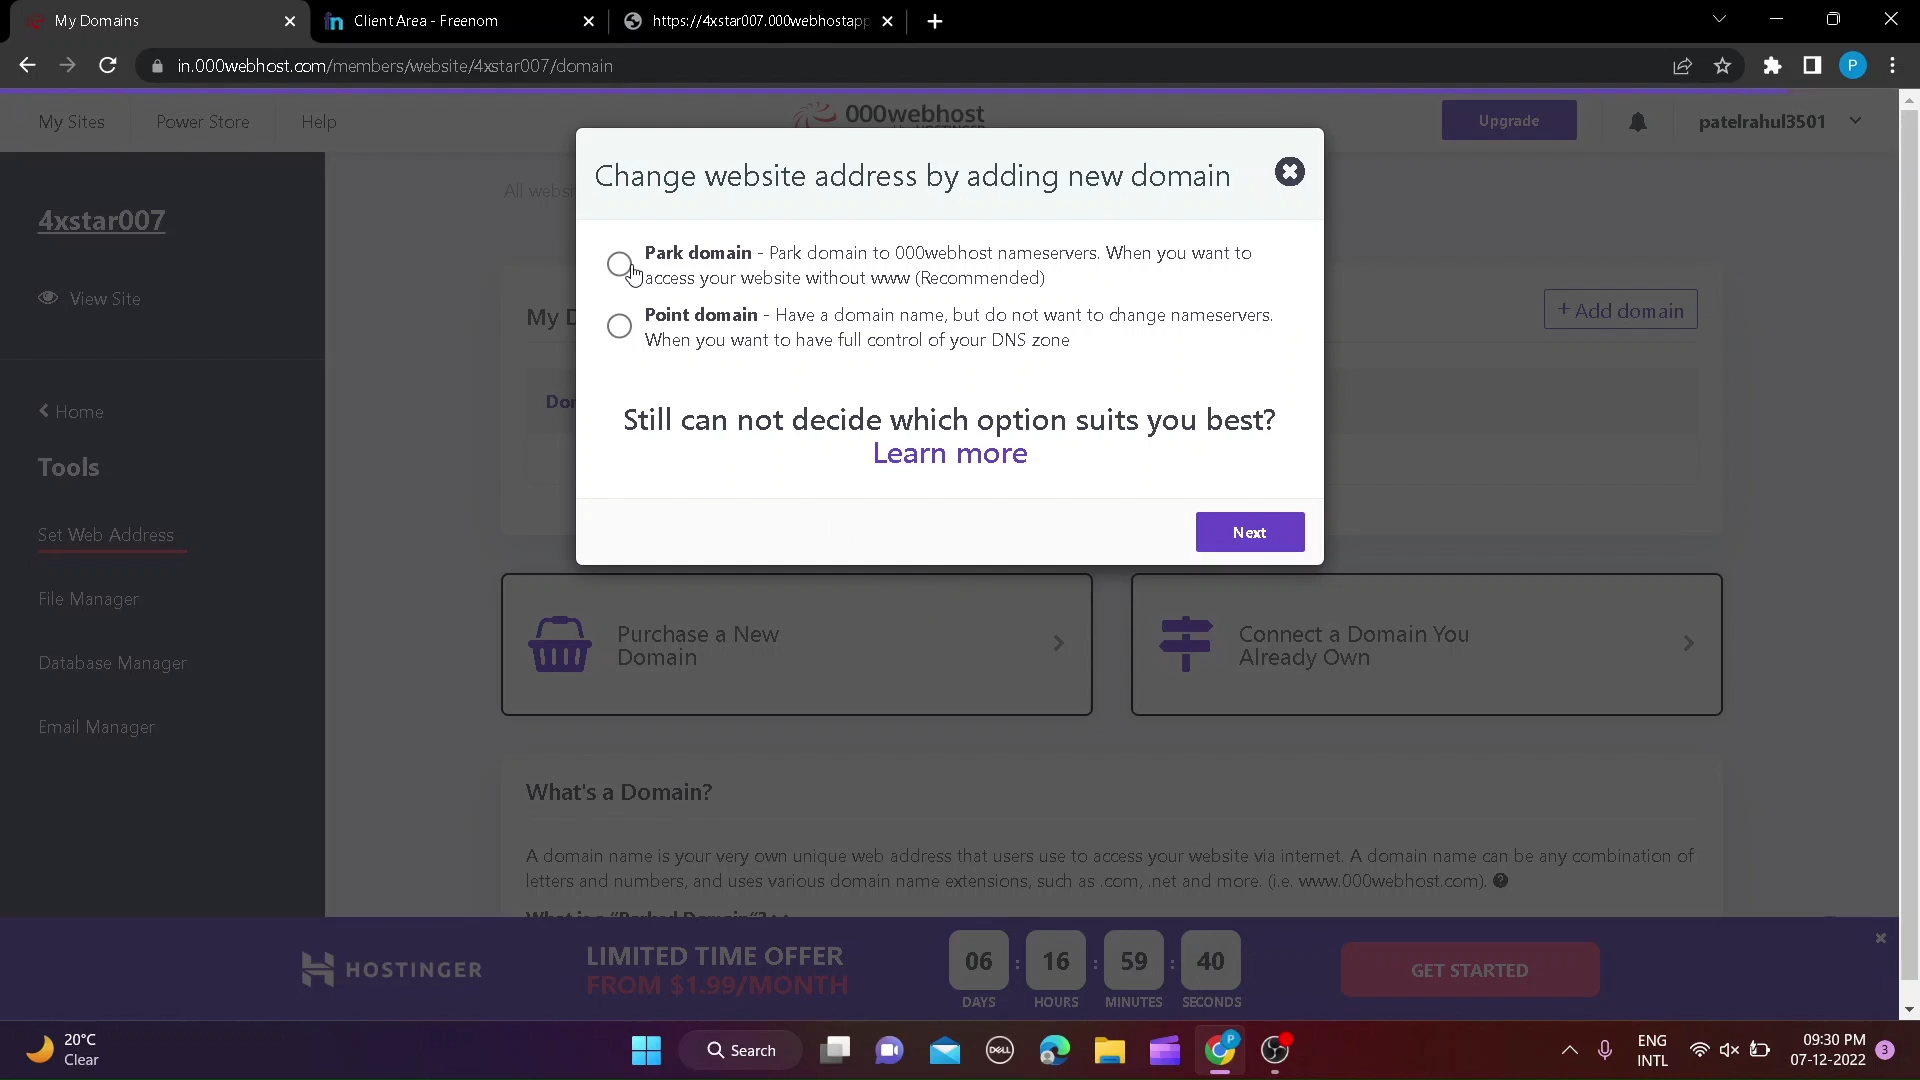 My Domains
Client Area - Freenom
https://4xstar007.000webhostapp
in.000webhost.com/members/website/4xstar007/domain
P
My Sites
Power Store
Help
000webhost
Upgrade
patelrahul3501
4xstar007
View Site
Home
Tools
Set Web Address
File Manager
Database Manager
Email Manager
All websi
Change website address by adding new domain
Park domain - Park domain to 000webhost nameservers. When you want to
access your website without www (Recommended)
Point domain - Have a domain name, but do not want to change nameservers.
When you want to have full control of your DNS zone
Still can not decide which option suits you best?
Learn more
Next
My D
+ Add domain
Dor
Purchase a New
Domain
Connect a Domain You
Already Own
What's a Domain?
A domain name is your very own unique web address that users use to access your website via internet. A domain name can be any combination of
letters and numbers, and uses various domain name extensions, such as .com, .net and more. (i.e. www.000webhost.com).
What is a "Parked Domain"?
HOSTINGER
LIMITED TIME OFFER
FROM $1.99/MONTH
06 : 16 : 59 : 40
DAYS HOURS MINUTES SECONDS
GET STARTED
20°C
Clear
Search
DELL
P
ENG
INTL
09:30 PM
07-12-2022
3